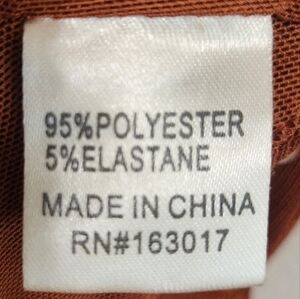 95%POLYESTER
5%ELASTANE
MADE IN CHINA
RN#163017